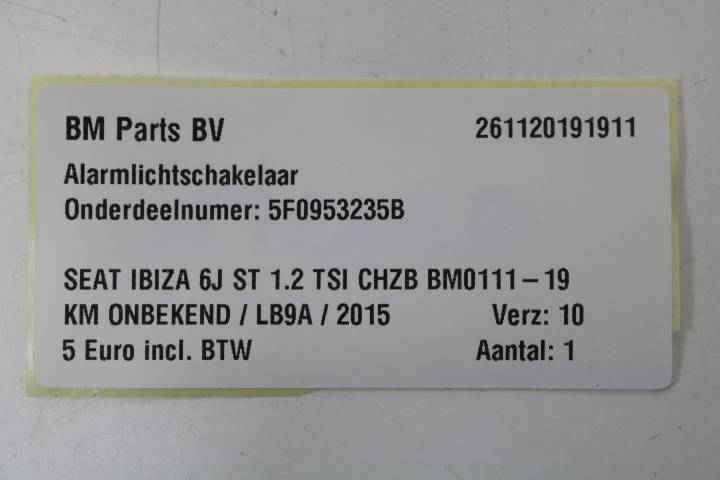 BM Parts BV 261120191911
Alarmlichtschakelaar
Onderdeelnumer: 5F0953235B
SEAT IBIZA 6J ST 1.2 TSI CHZB BM0111-19
KM ONBEKEND / LB9A / 2015 Verz: 10
5 Euro incl. BTW Aantal: 1